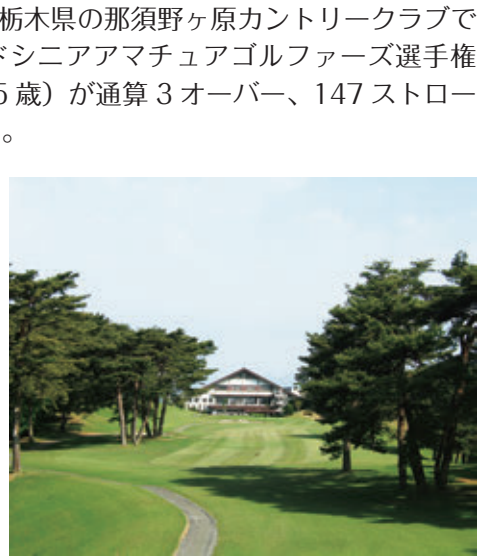 栃木県の那須野ヶ原カントリークラブで
ドシニアアマチュアゴルファーズ選手権
歳）が通算 3 オーバー、147 ストロー
。